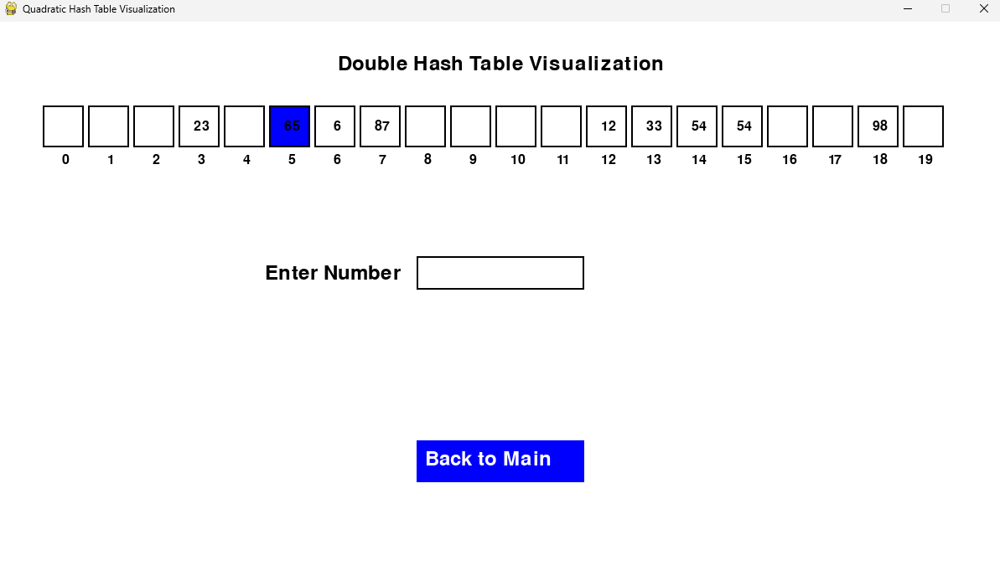 Quadratic Hash Table Visualization
Double Hash Table Visualization
23 65 6 87 12 33 54 54 98
0 1 2 3 4 5 6 7 8 9 10 11 12 13 14 15 16 17 18 19
Enter Number
Back to Main